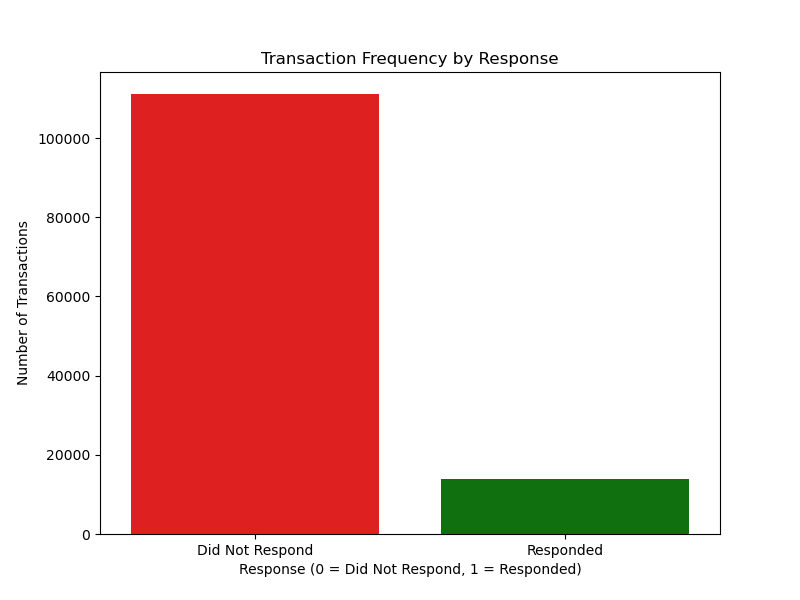 Transaction Frequency by Response
Number of Transactions
100000
80000
60000
40000
20000
0
Did Not Respond
Responded
Response (0 = Did Not Respond, 1 = Responded)